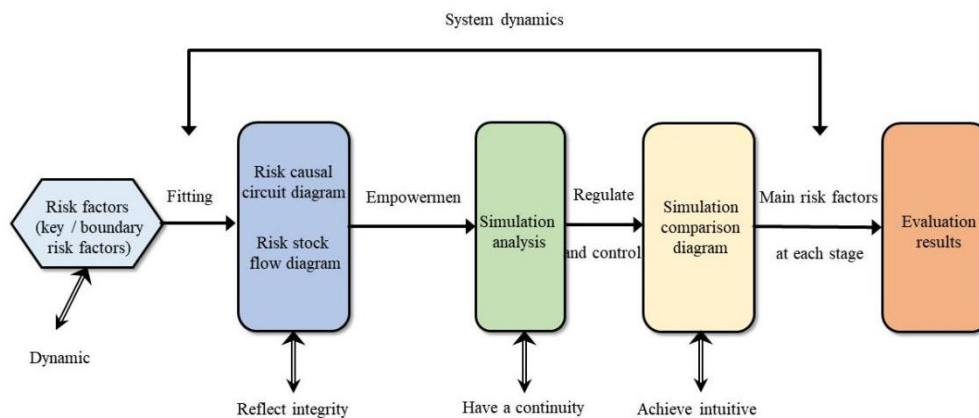 System dynamics
Risk factors
(key / boundary
risk factors)
Fitting
Risk causal
circuit diagram
Risk stock
flow diagram
Empowermen
Simulation
analysis
Regulate
and control
Simulation
comparison
diagram
Main risk factors
at each stage
Evaluation
results
Dynamic
Reflect integrity
Have a continuity
Achieve intuitive